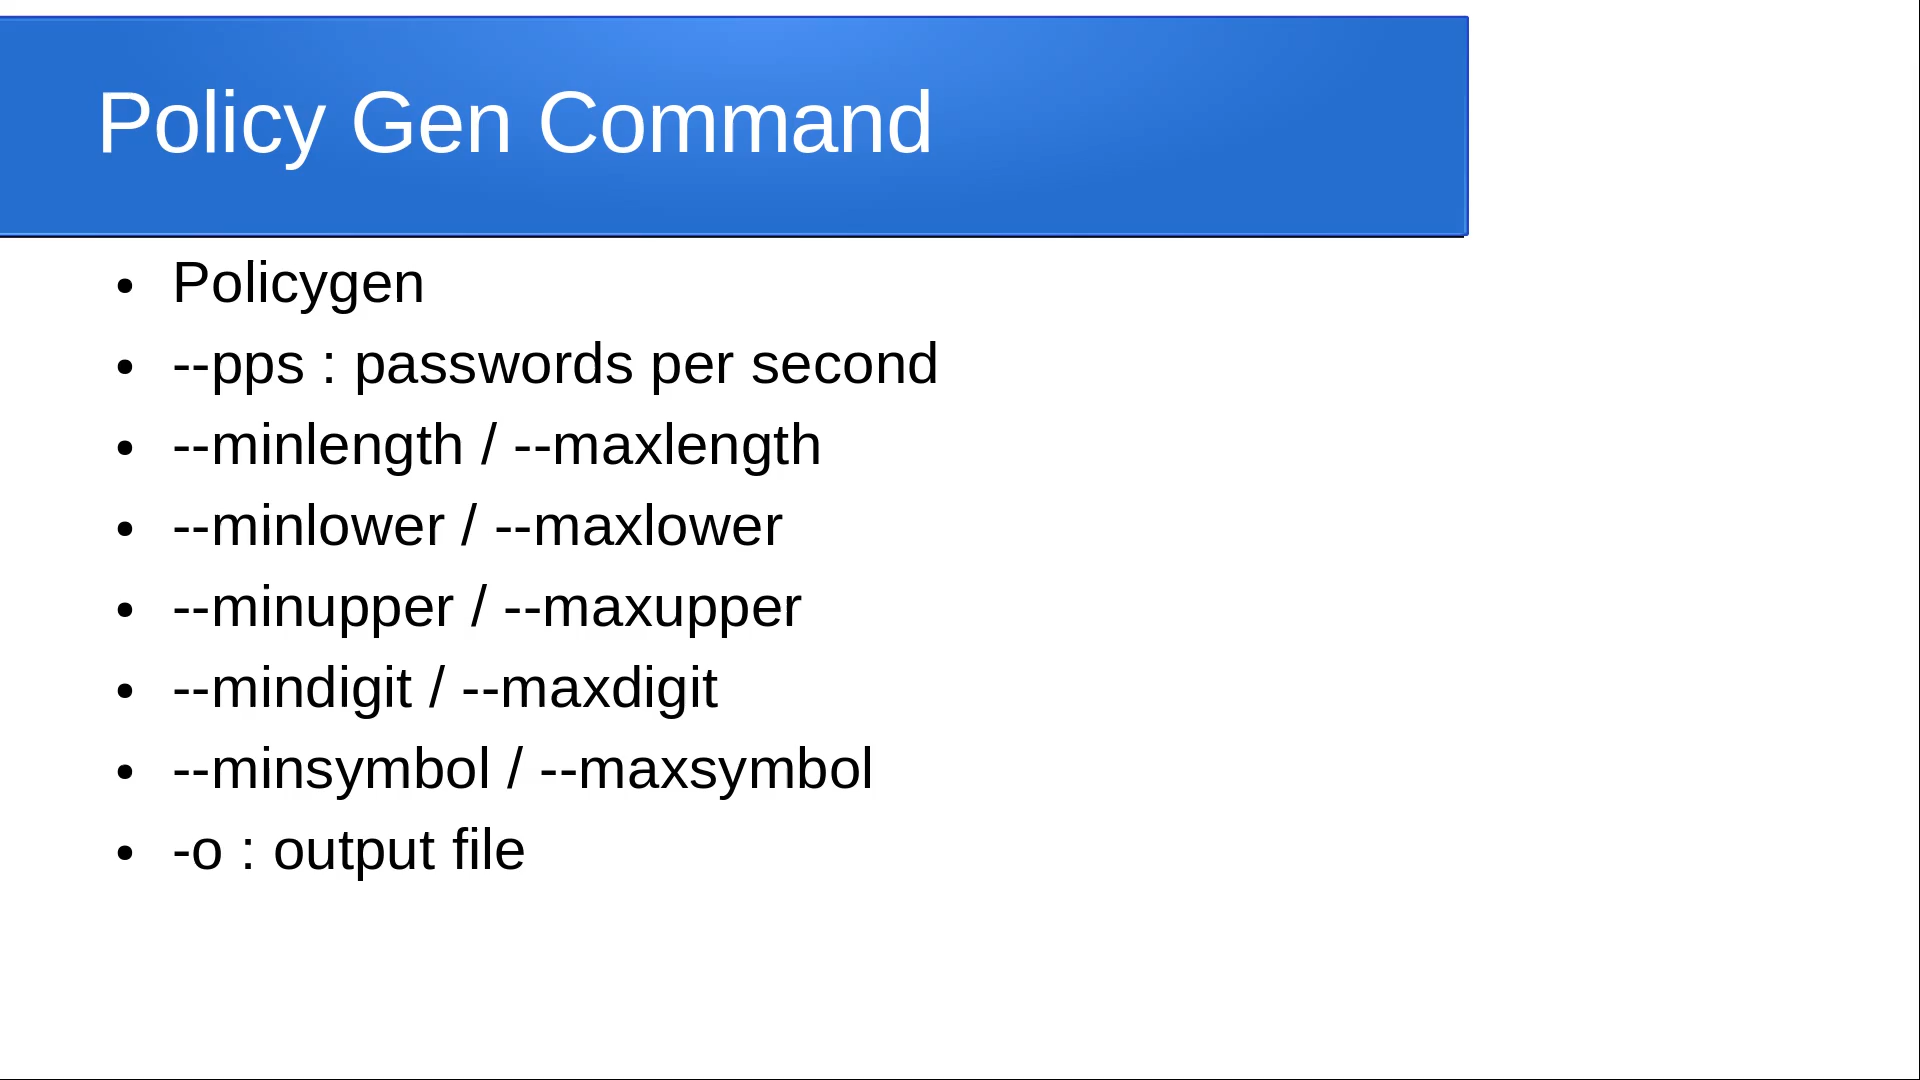 Policy Gen Command
• Policygen
• --pps : passwords per second
• --minlength / --maxlength
• --minlower / --maxlower
• --minupper / --maxupper
• --mindigit / --maxdigit
• --minsymbol / --maxsymbol
• -o : output file